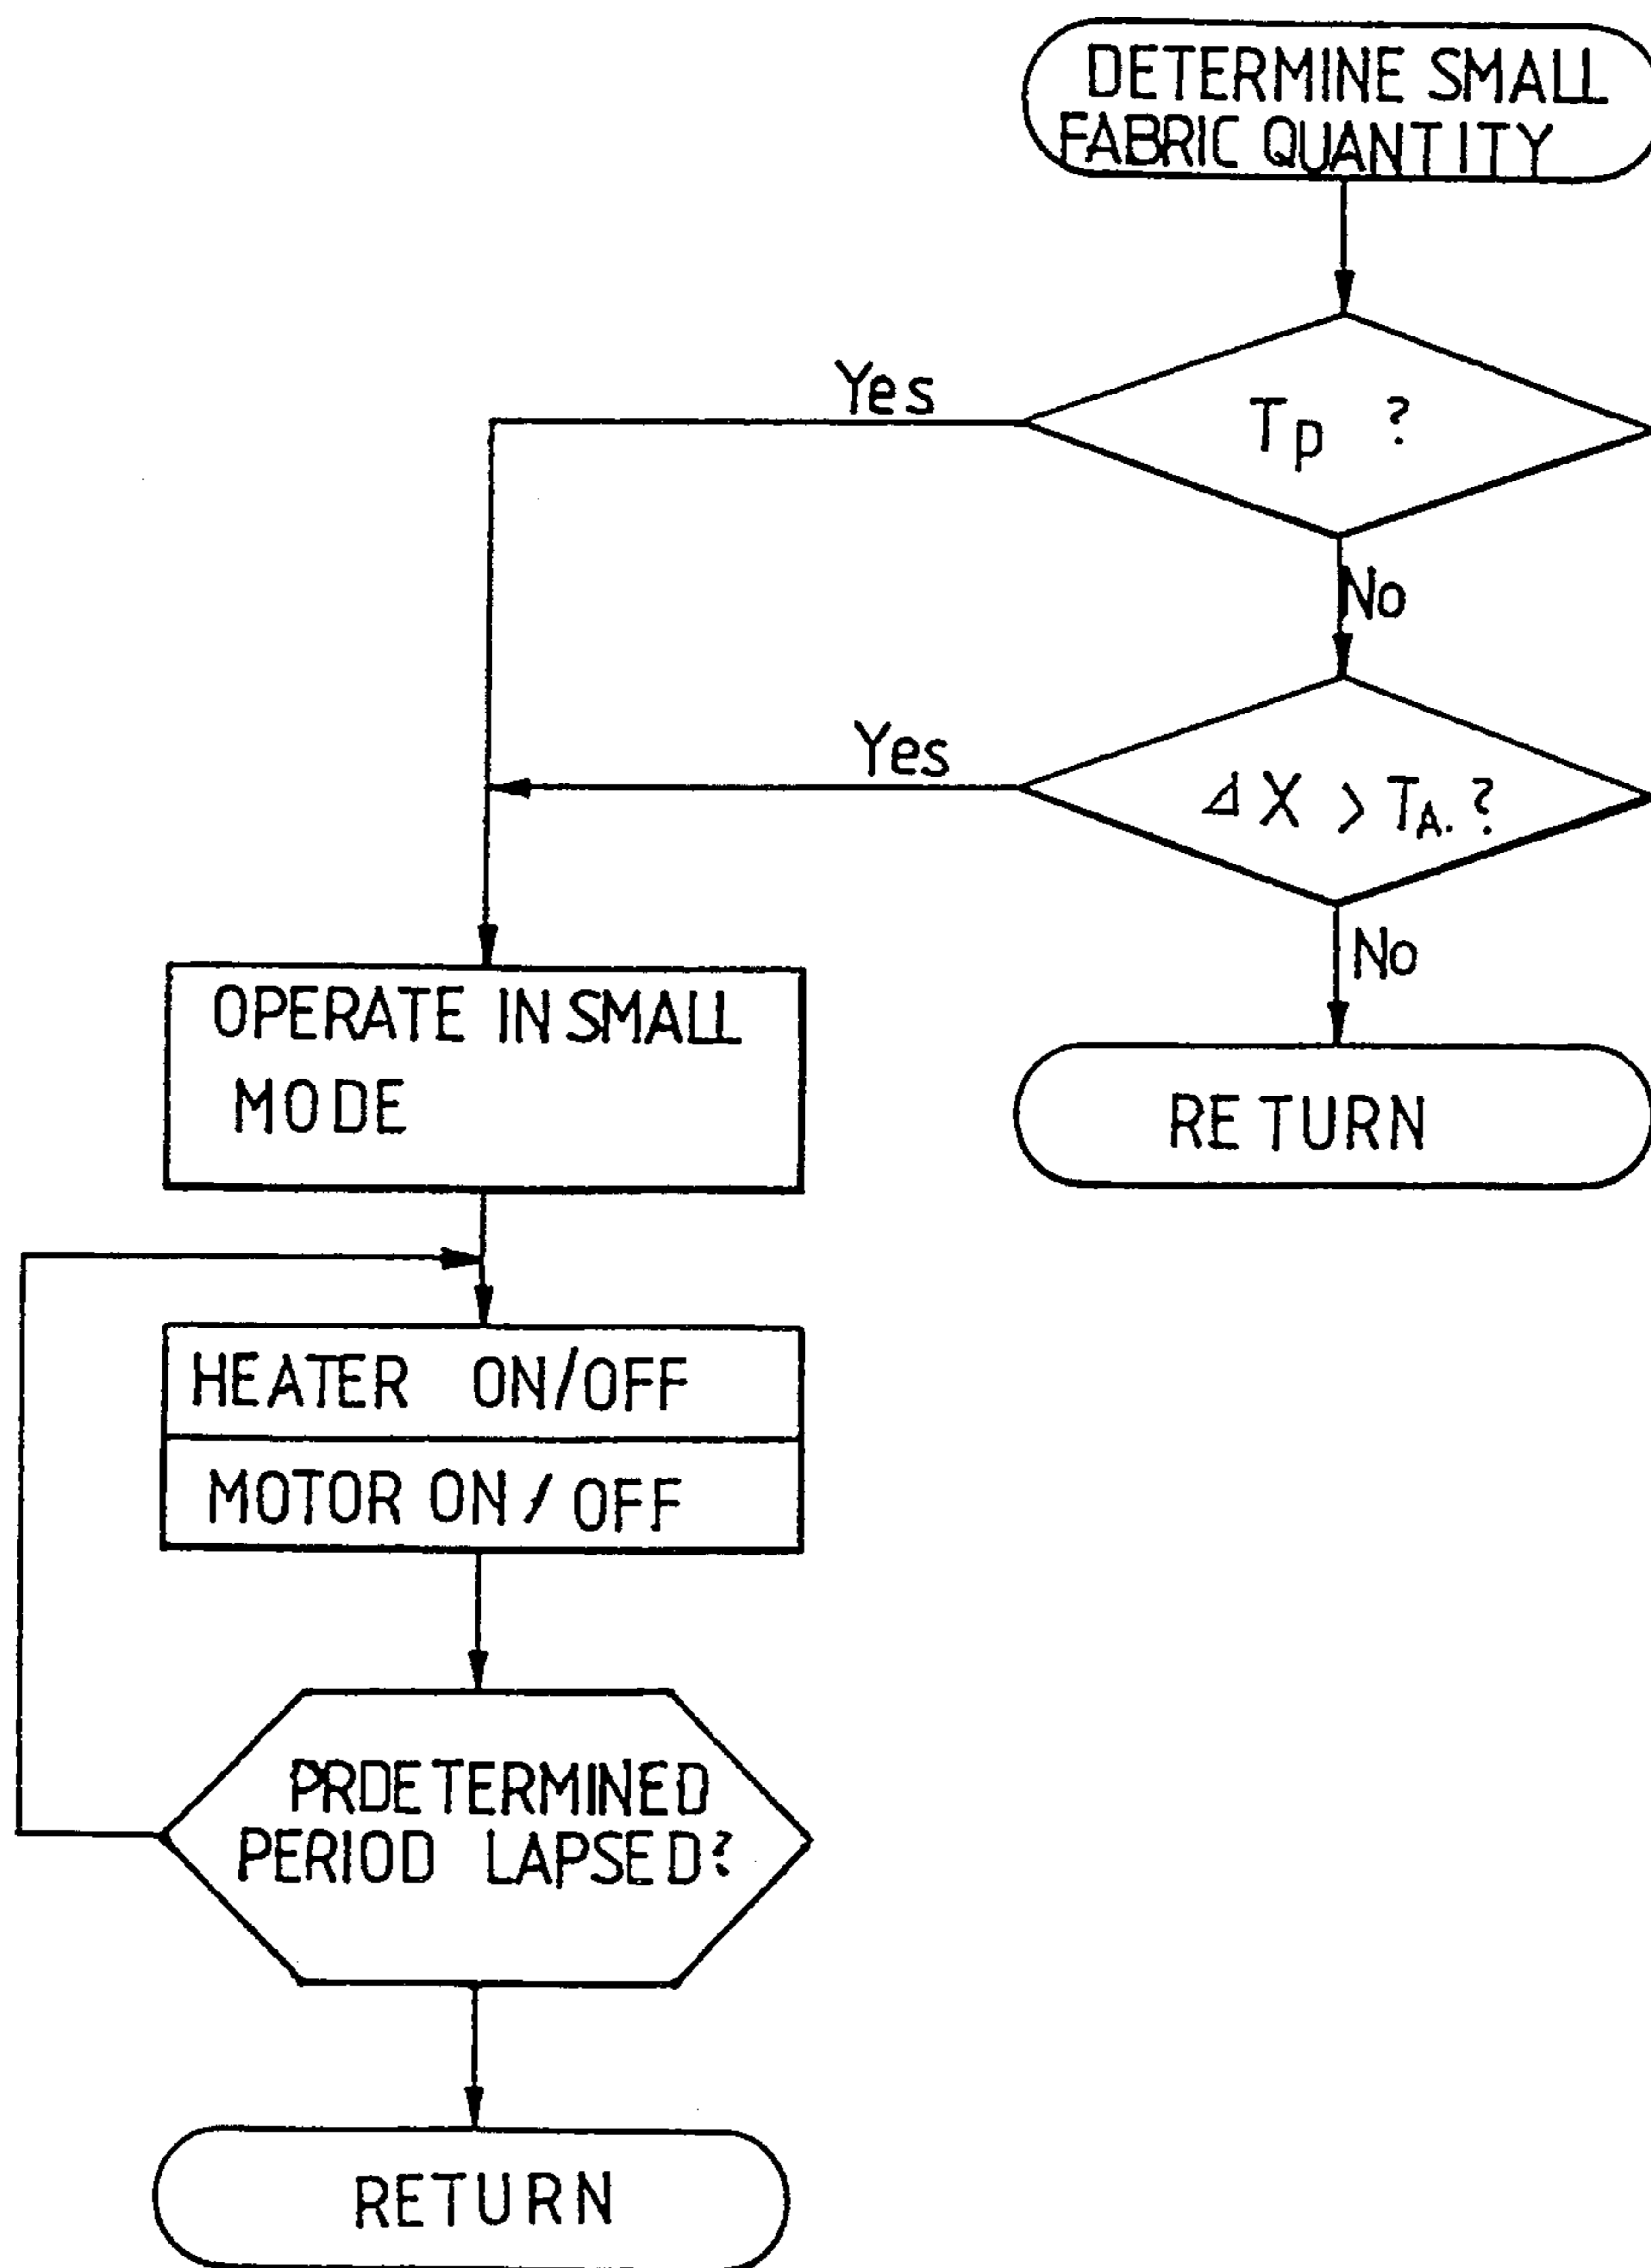 DETERMINE SMALL
FABRIC QUANTITY
Tp ?
Yes
No
ΔX > TA. ?
Yes
No
RETURN
OPERATE IN SMALL
MODE
HEATER ON/OFF
MOTOR ON/OFF
PRDETERMINED
PERIOD LAPSED?
RETURN